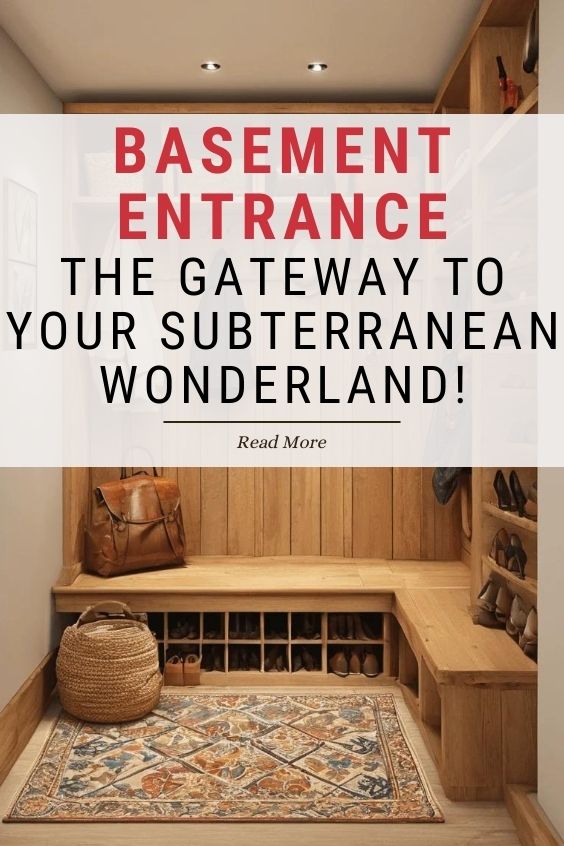 BASEMENT
ENTRANCE
THE GATEWAY TO
YOUR SUBTERRANEAN
WONDERLAND!
Read More